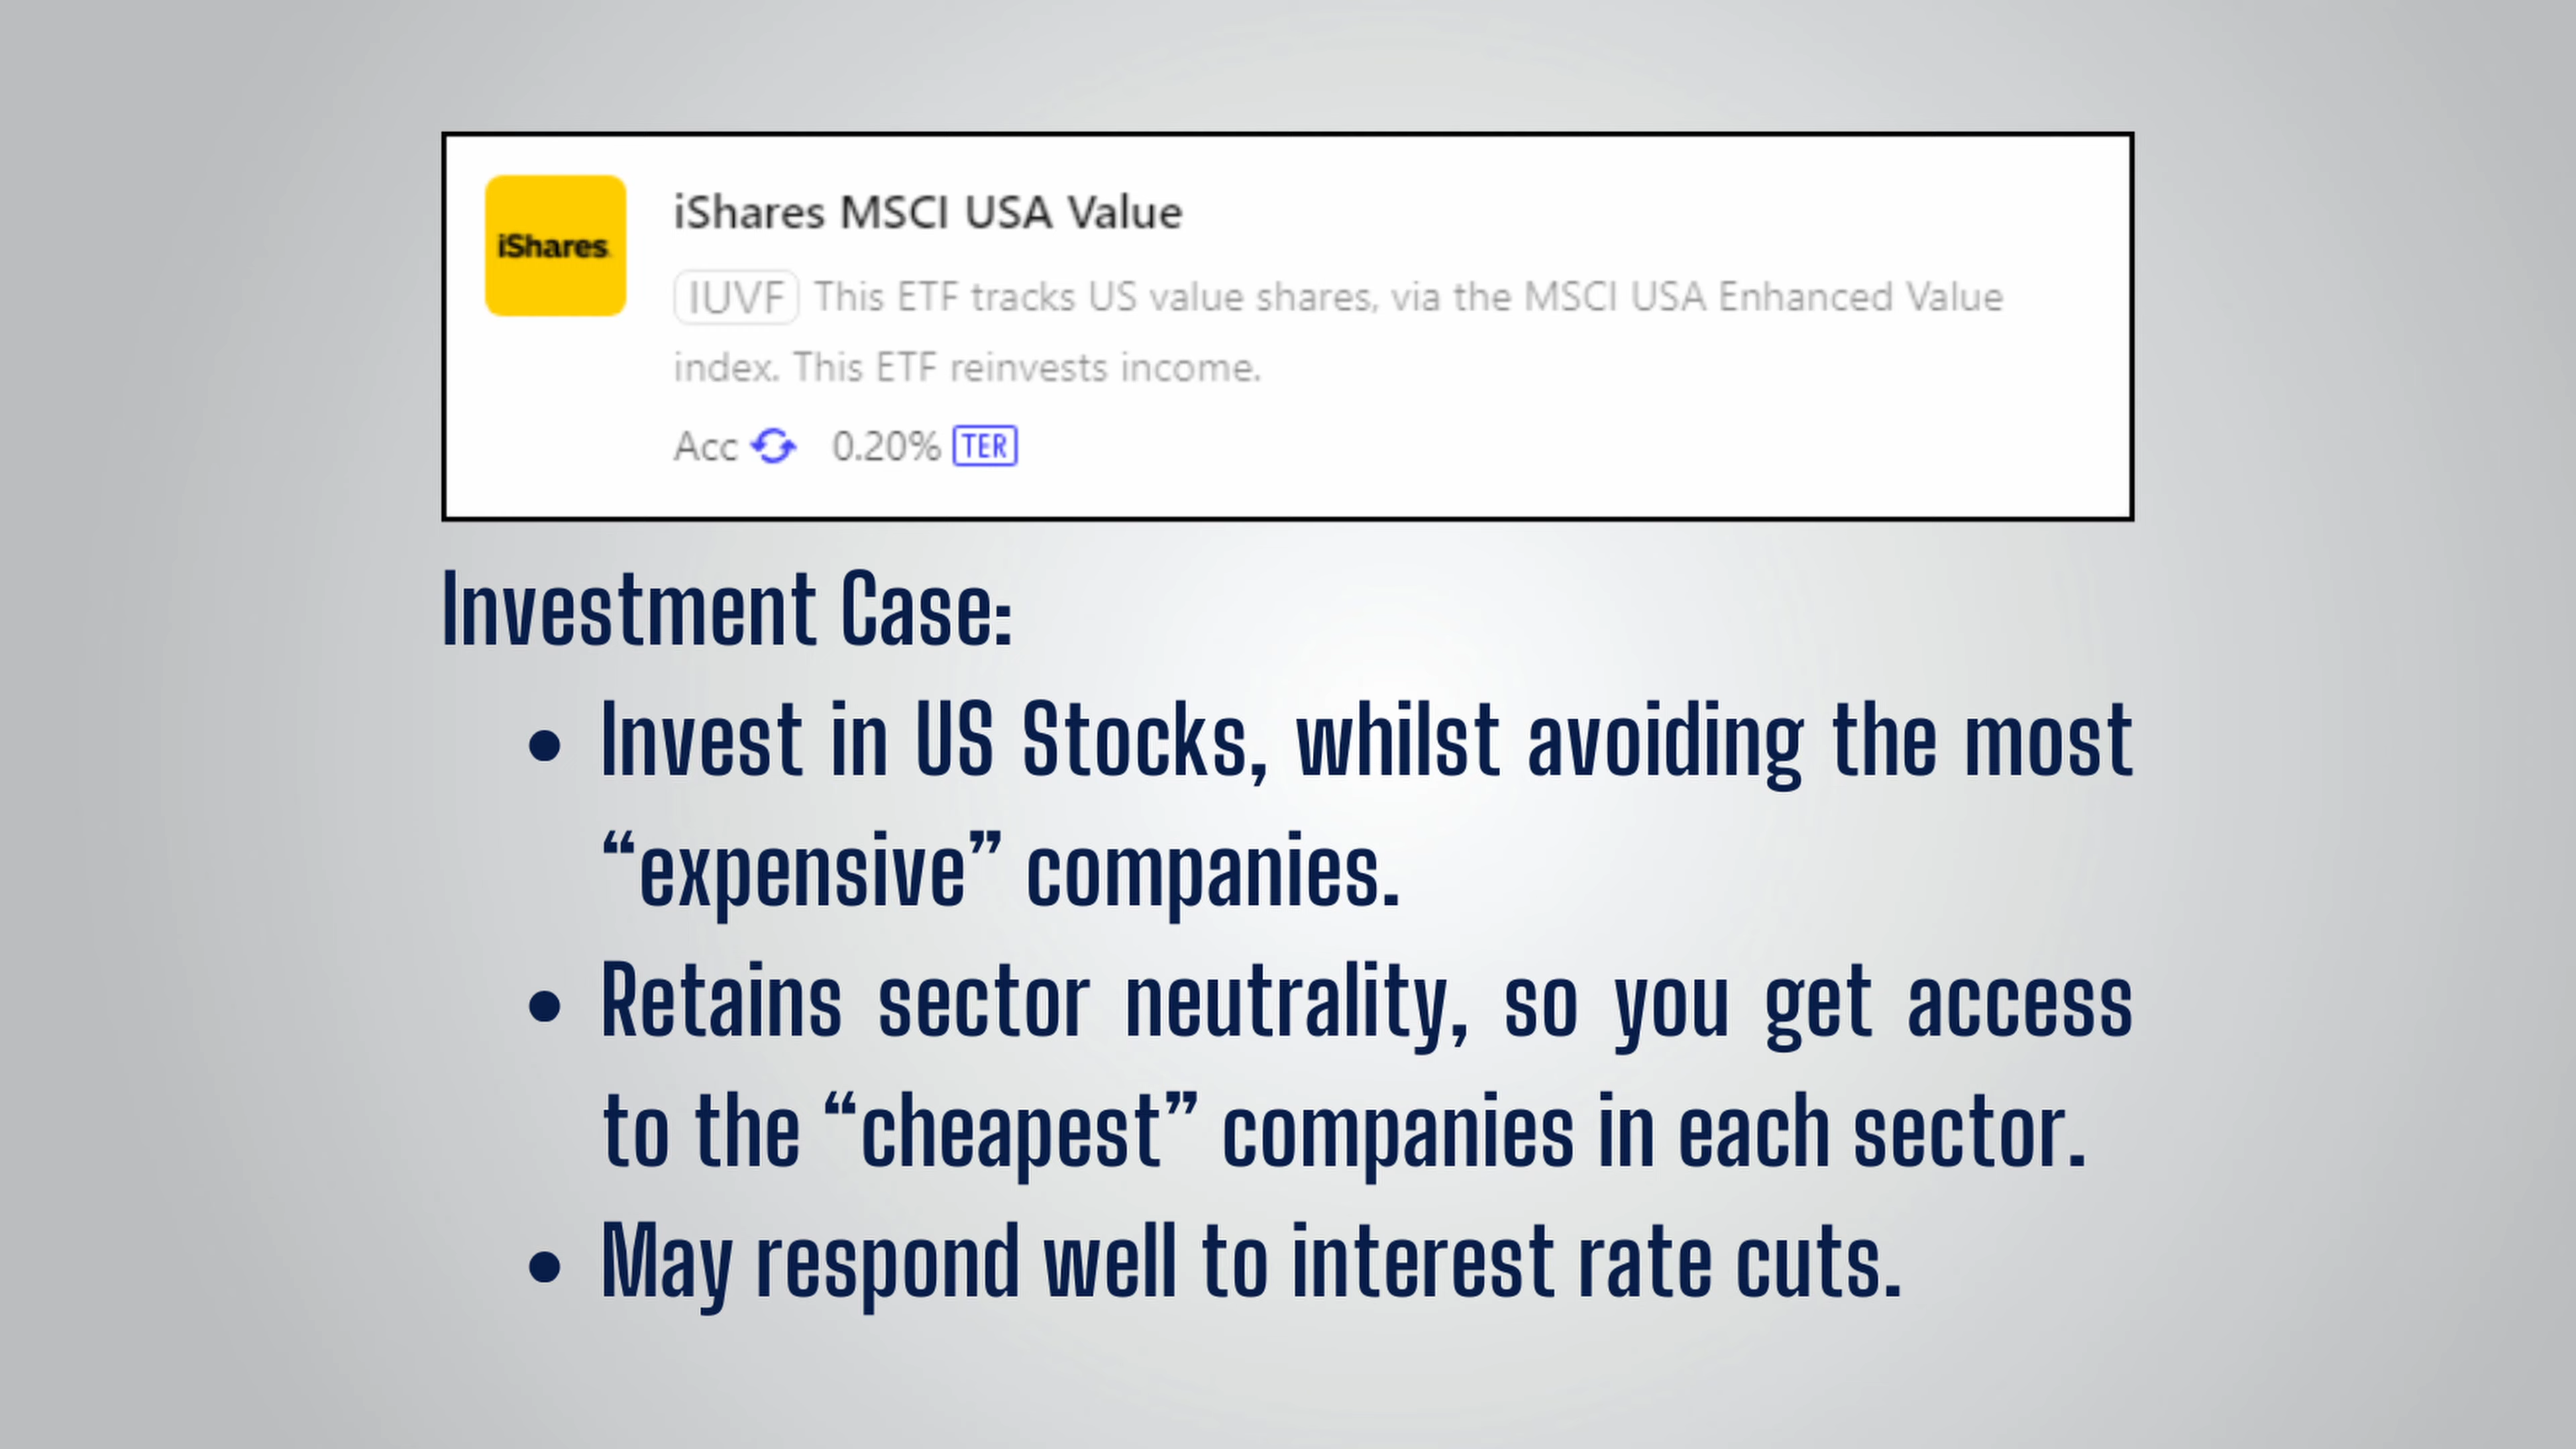 iShares
iShares MSCI USA Value
IUVF This ETF tracks US value shares, via the MSCI USA Enhanced Value
index. This ETF reinvests income.
Acc 0.20% TER
Investment Case:
• Invest in US Stocks, whilst avoiding the most
“expensive” companies.
• Retains sector neutrality, so you get access
to the “cheapest” companies in each sector.
• May respond well to interest rate cuts.